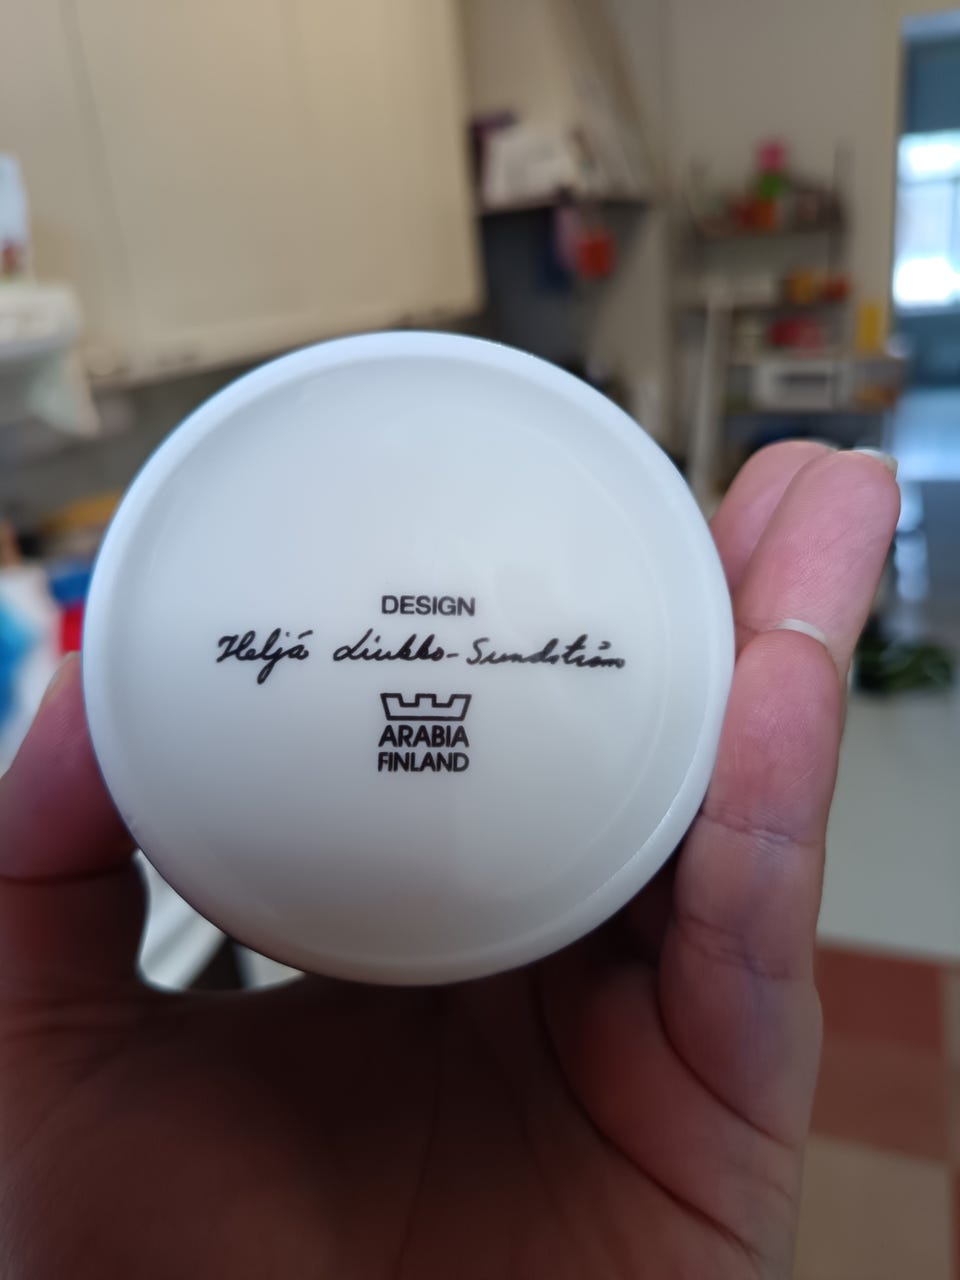 DESIGN
Heljä Liukko-Sundström
ARABIA
FINLAND